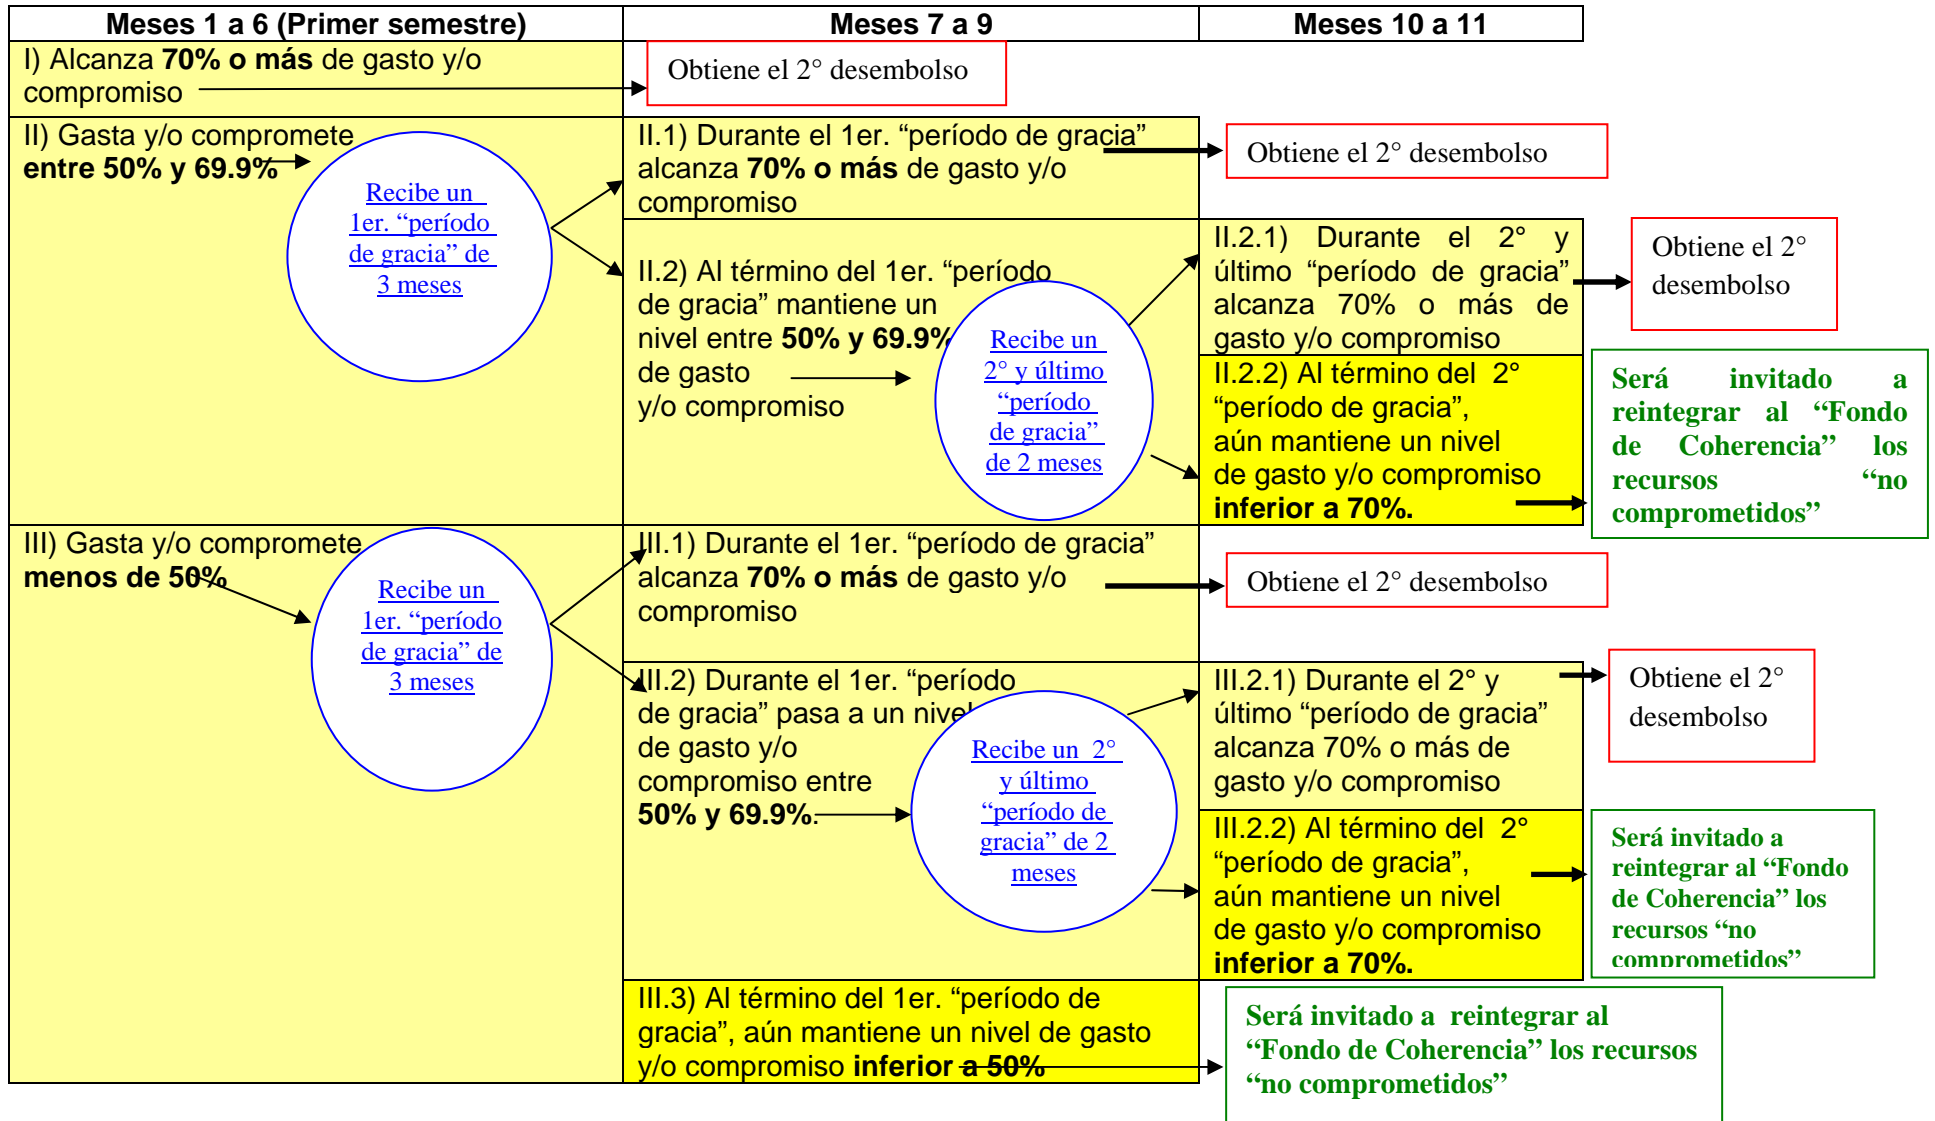 Meses 1 a 6 (Primer semestre)
Meses 7 a 9
Meses 10 a 11
I) Alcanza 70% o más de gasto y/o
compromiso
Obtiene el 2° desembolso
II) Gasta y/o compromete
entre 50% y 69.9%
Recibe un
1er. “período
de gracia” de
3 meses
II.1) Durante el 1er. “período de gracia”
alcanza 70% o más de gasto y/o
compromiso
Obtiene el 2° desembolso
II.2) Al término del 1er. “período
de gracia” mantiene un
nivel entre 50% y 69.9%
de gasto
y/o compromiso
Recibe un
2° y último
“período
de gracia”
de 2 meses
II.2.1) Durante el 2° y
último “período de gracia”
alcanza 70% o más de
gasto y/o compromiso
Obtiene el 2°
desembolso
II.2.2) Al término del 2°
“período de gracia”,
aún mantiene un nivel
de gasto y/o compromiso
inferior a 70%.
Será invitado a
reintegrar al “Fondo
de Coherencia” los
recursos “no
comprometidos”
III) Gasta y/o compromete
menos de 50%
Recibe un
1er. “período
de gracia” de
3 meses
III.1) Durante el 1er. “período de gracia”
alcanza 70% o más de gasto y/o
compromiso
Obtiene el 2° desembolso
III.2) Durante el 1er. “período
de gracia” pasa a un nivel
de gasto y/o
compromiso entre
50% y 69.9%.
Recibe un 2°
y último
“período de
gracia” de 2
meses
III.2.1) Durante el 2° y
último “período de gracia”
alcanza 70% o más de
gasto y/o compromiso
Obtiene el 2°
desembolso
III.2.2) Al término del 2°
“período de gracia”,
aún mantiene un nivel
de gasto y/o compromiso
inferior a 70%.
Será invitado a
reintegrar al “Fondo
de Coherencia” los
recursos “no
comprometidos”
III.3) Al término del 1er. “período de
gracia”, aún mantiene un nivel de gasto
y/o compromiso inferior a 50%
Será invitado a reintegrar al
“Fondo de Coherencia” los recursos
“no comprometidos”